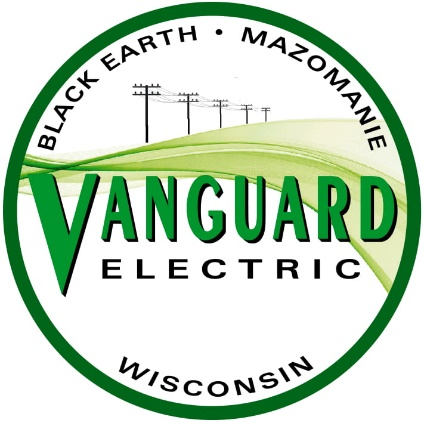 BLACK EARTH • MAZOMANIE
VANGUARD
ELECTRIC
WISCONSIN